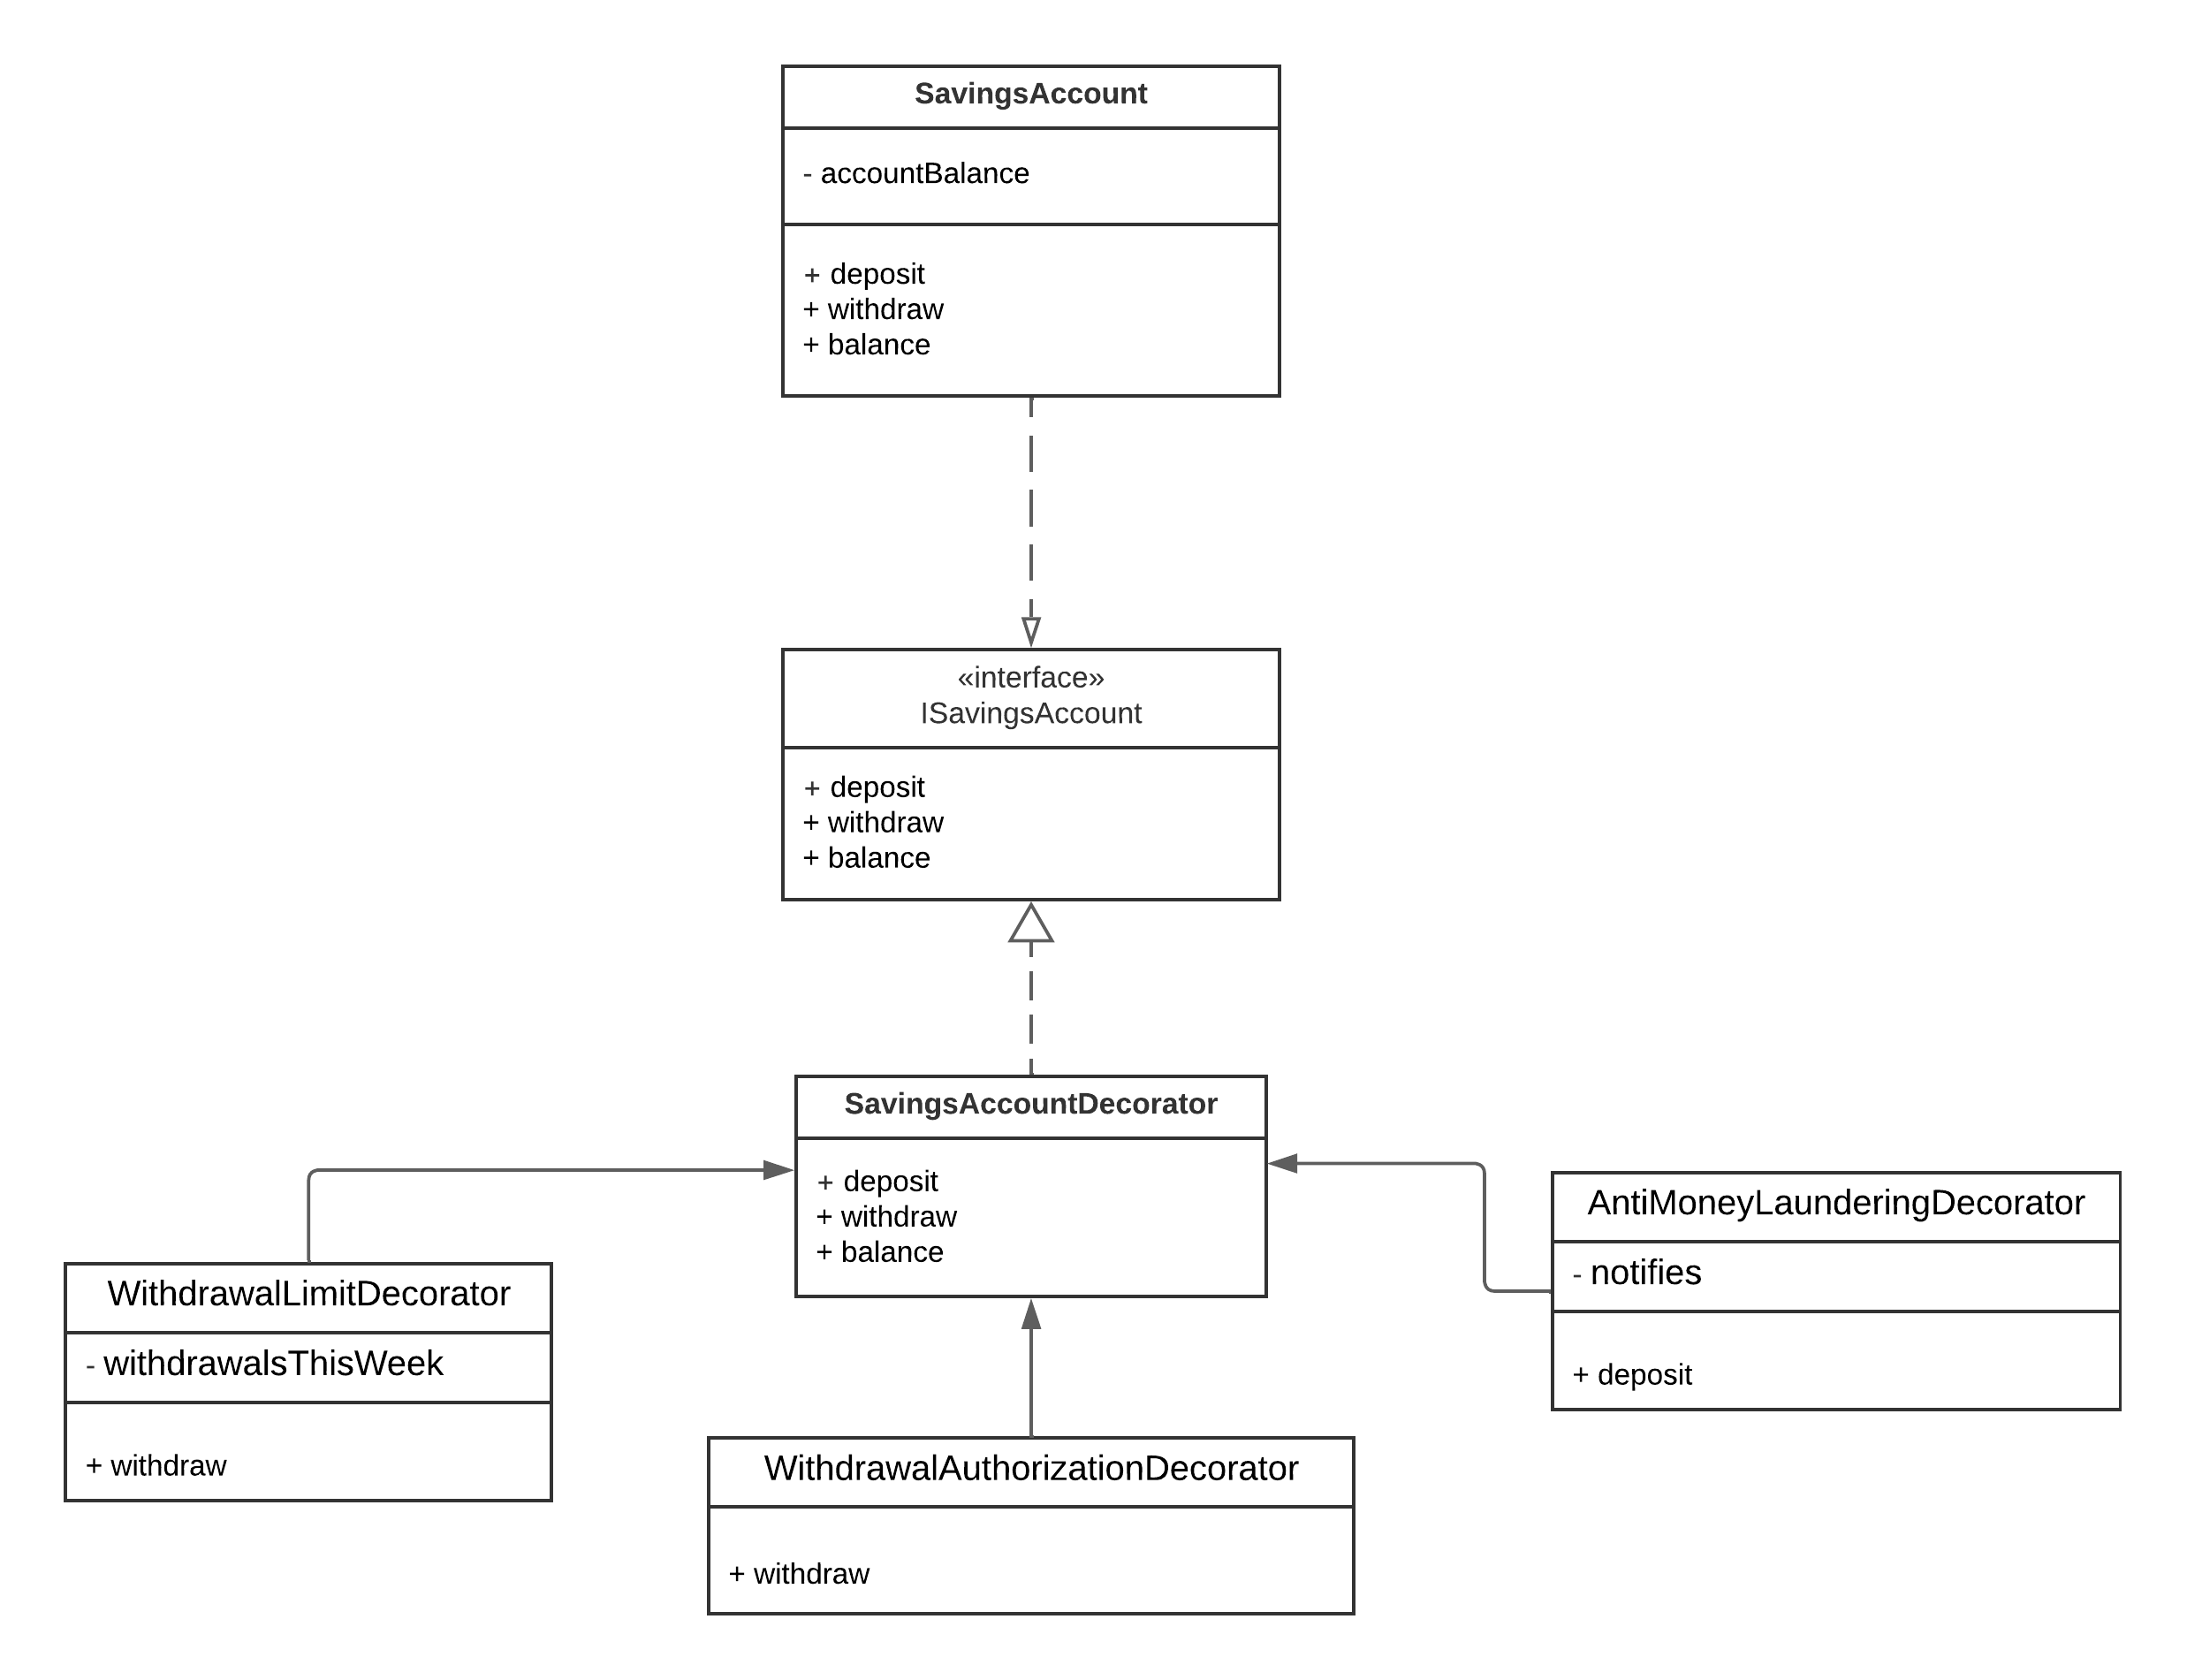 SavingsAccount
- accountBalance
+ deposit
+ withdraw
+ balance
«interface»
ISavingsAccount
+ deposit
+ withdraw
+ balance
SavingsAccountDecorator
+ deposit
+ withdraw
+ balance
AntiMoneyLaunderingDecorator
- notifies
+ deposit
WithdrawalLimitDecorator
- withdrawalsThisWeek
+ withdraw
WithdrawalAuthorizationDecorator
+ withdraw